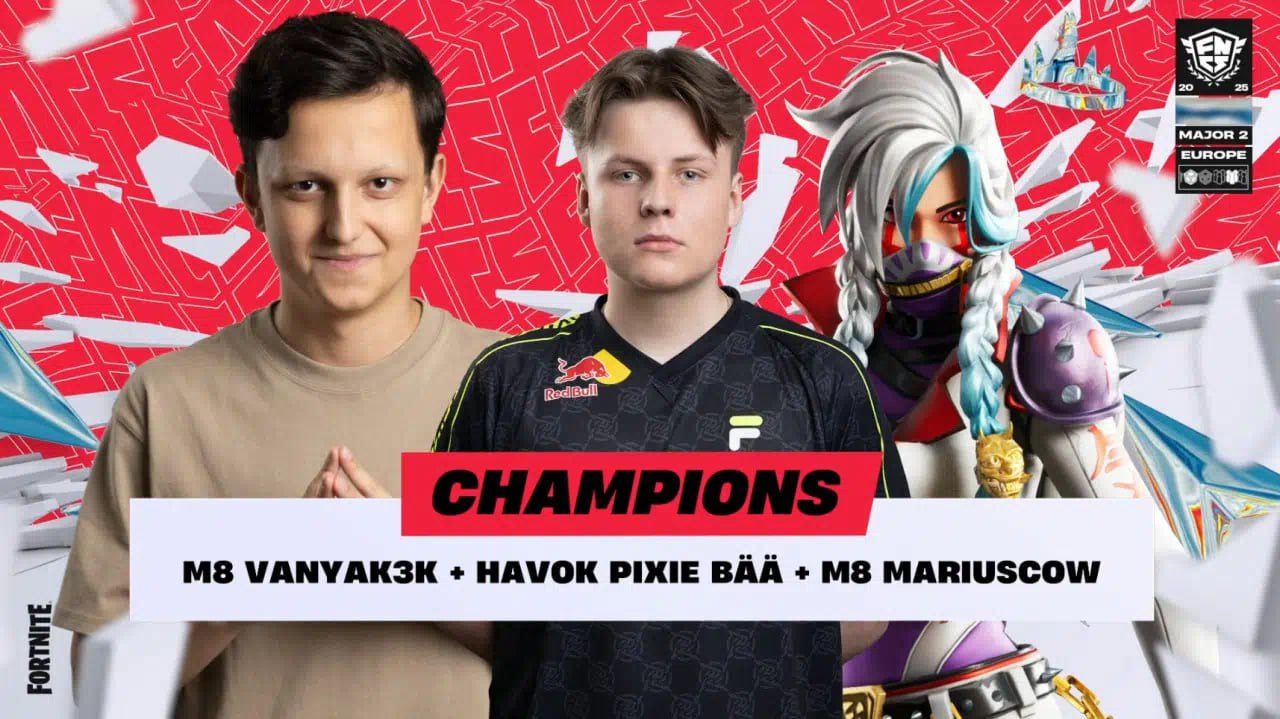 FNCS
20 25
MAJOR 2
EUROPE
Red Bull
F
CHAMPIONS
M8 VANYAK3K + HAVOK PIXIE BÄÄ + M8 MARIUSCOW
FORTNITE